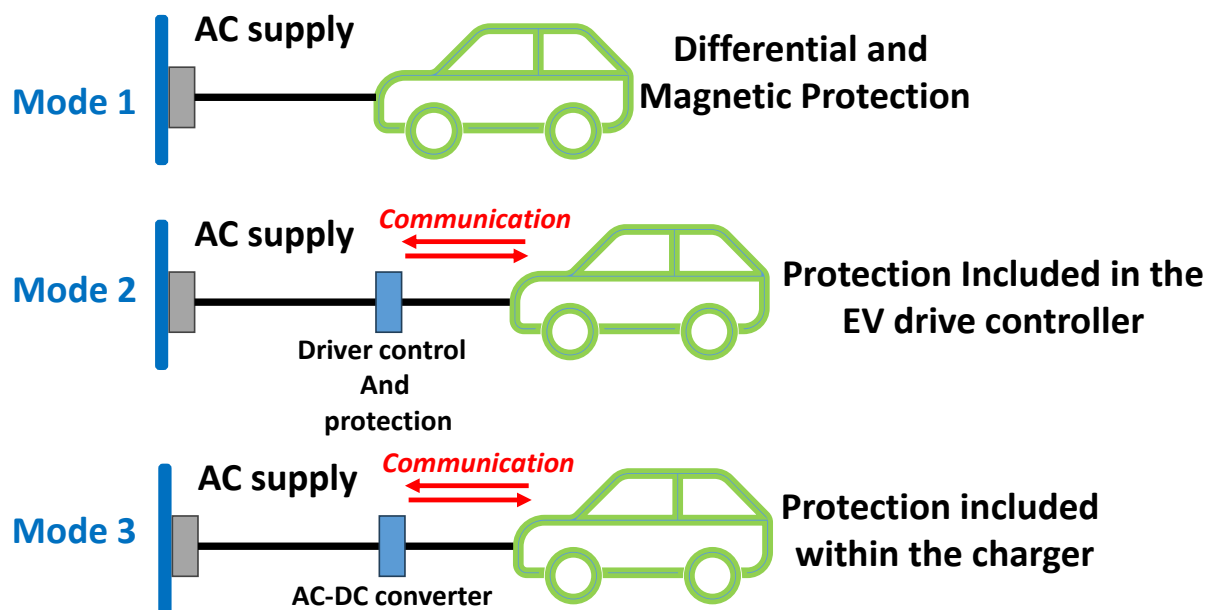 AC supply
Differential and
Magnetic Protection
Mode 1
Communication
AC supply
Mode 2
Protection Included in the
EV drive controller
Driver control
And
protection
Communication
AC supply
Mode 3
Protection included
within the charger
AC-DC converter